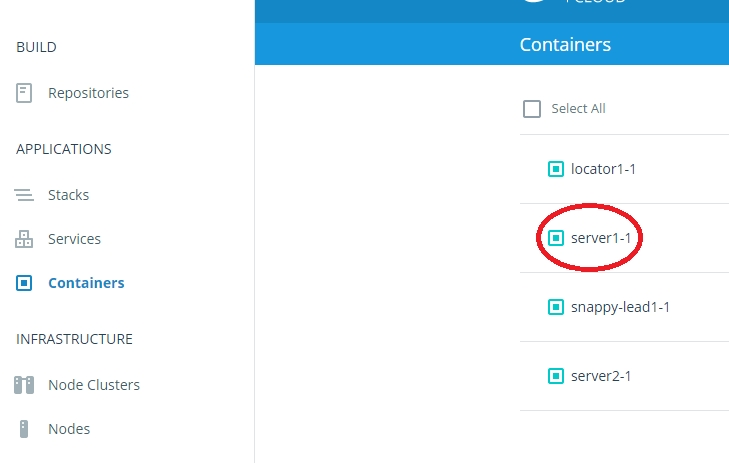 CLOUD
Containers
BUILD
Repositories
APPLICATIONS
Stacks
Services
Containers
INFRASTRUCTURE
Node Clusters
Nodes
Select All
locator1-1
server1-1
snappy-lead1-1
server2-1